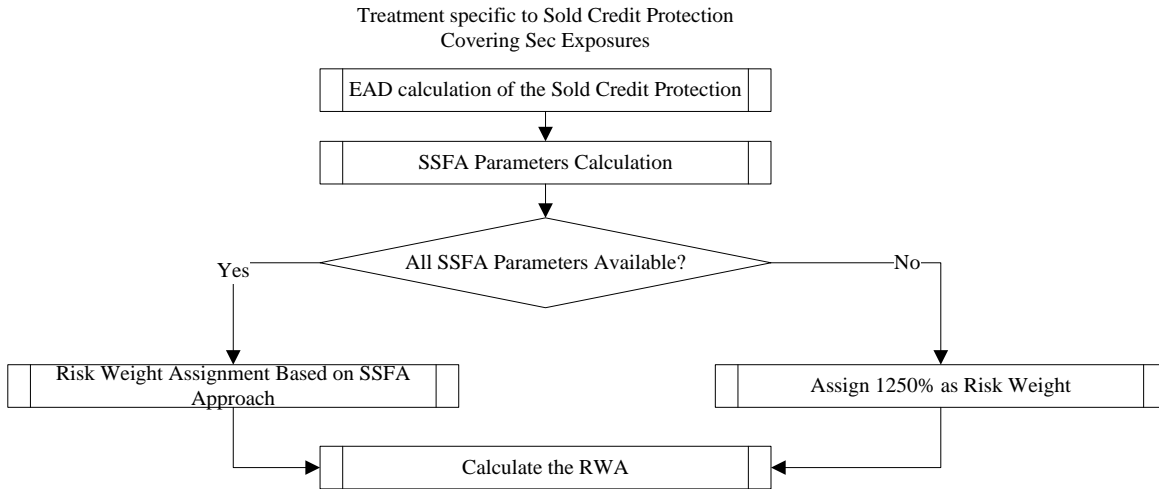 Treatment specific to Sold Credit Protection
Covering Sec Exposures
EAD calculation of the Sold Credit Protection
SSFA Parameters Calculation
All SSFA Parameters Available?
Yes
No
Risk Weight Assignment Based on SSFA
Approach
Assign 1250% as Risk Weight
Calculate the RWA